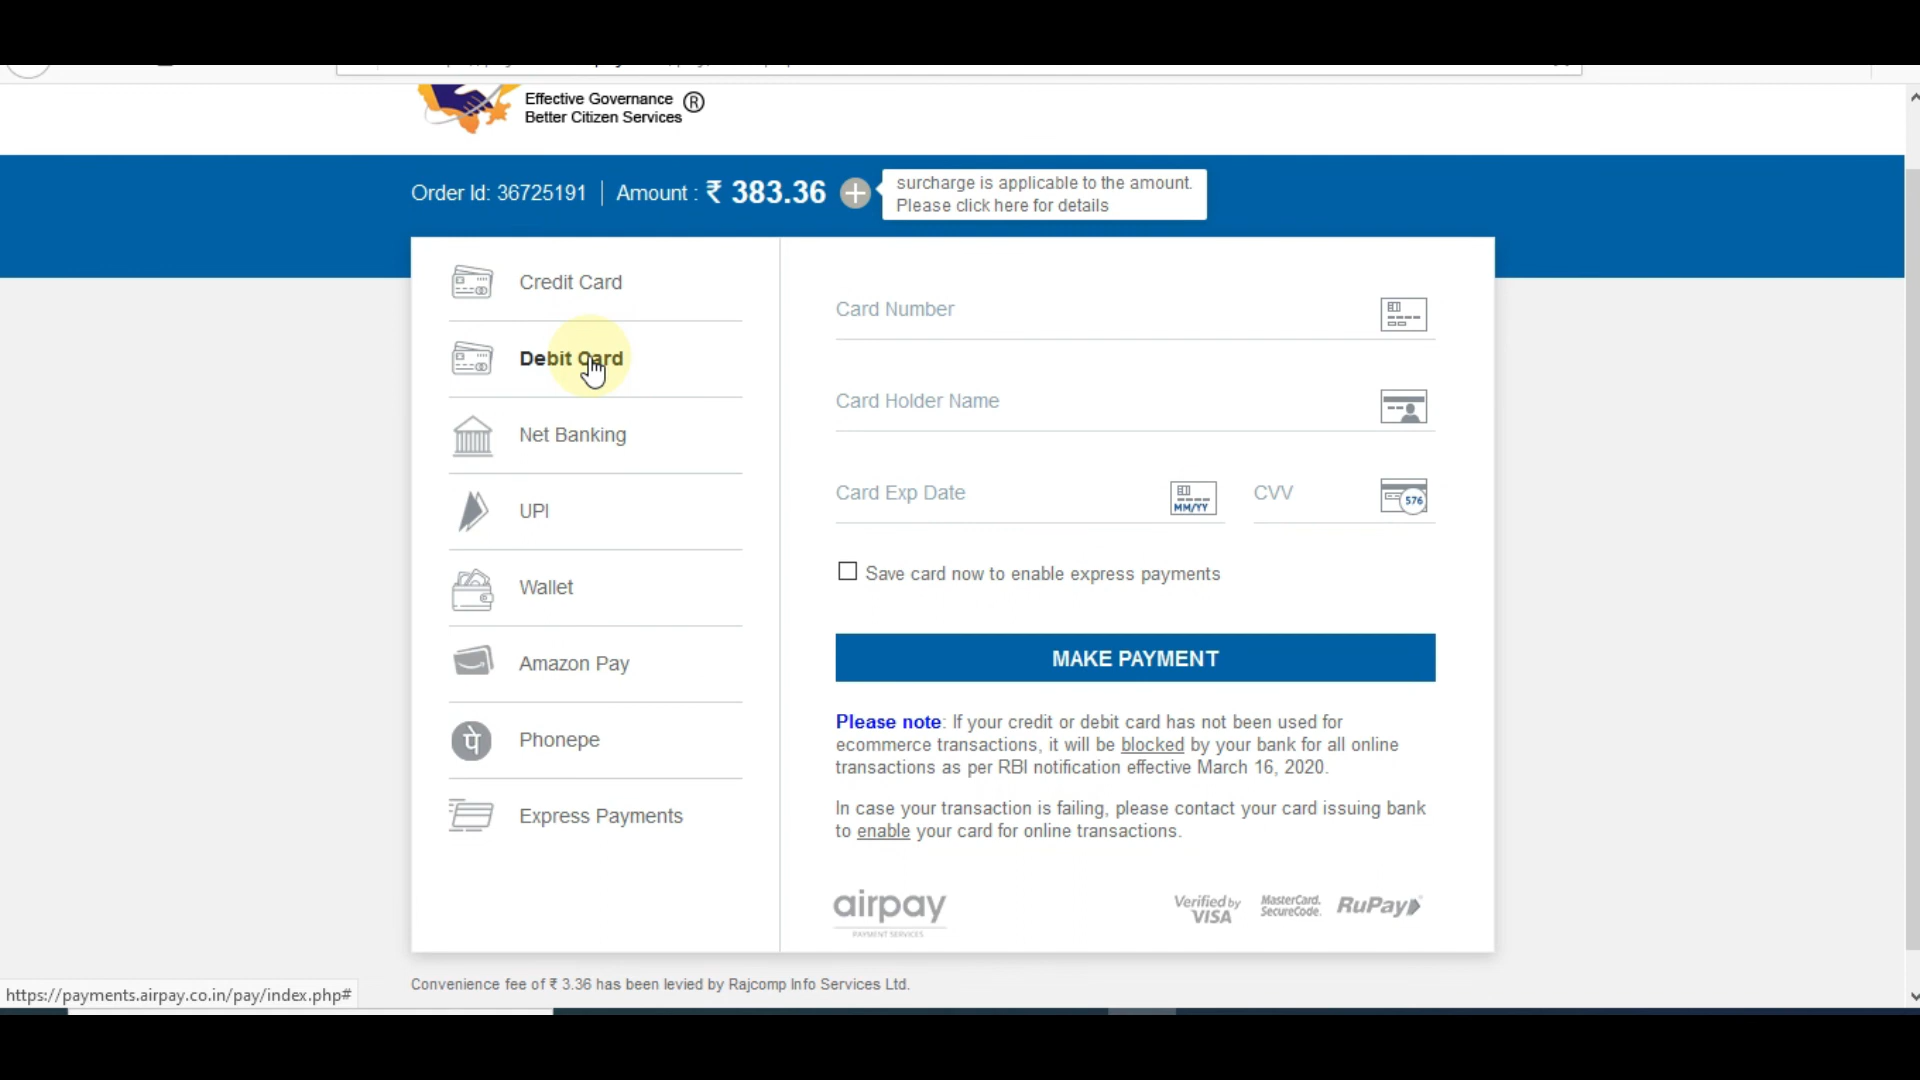 Effective Governance
Better Citizen Services ®
Order Id: 36725191 | Amount : ₹ 383.36 +
surcharge is applicable to the amount.
Please click here for details
Credit Card
Debit Card
Net Banking
UPI
Wallet
Amazon Pay
पे Phonepe
Express Payments
Card Number
Card Holder Name
Card Exp Date MM/YY CVV 576
Save card now to enable express payments
MAKE PAYMENT
Please note: If your credit or debit card has not been used for
ecommerce transactions, it will be blocked by your bank for all online
transactions as per RBI notification effective March 16, 2020.
In case your transaction is failing, please contact your card issuing bank
to enable your card for online transactions.
airpay
PAYMENT SERVICES
Verified by
VISA
MasterCard.
SecureCode.
RuPay
Convenience fee of ₹ 3.36 has been levied by Rajcomp Info Services Ltd.
https://payments.airpay.co.in/pay/index.php#